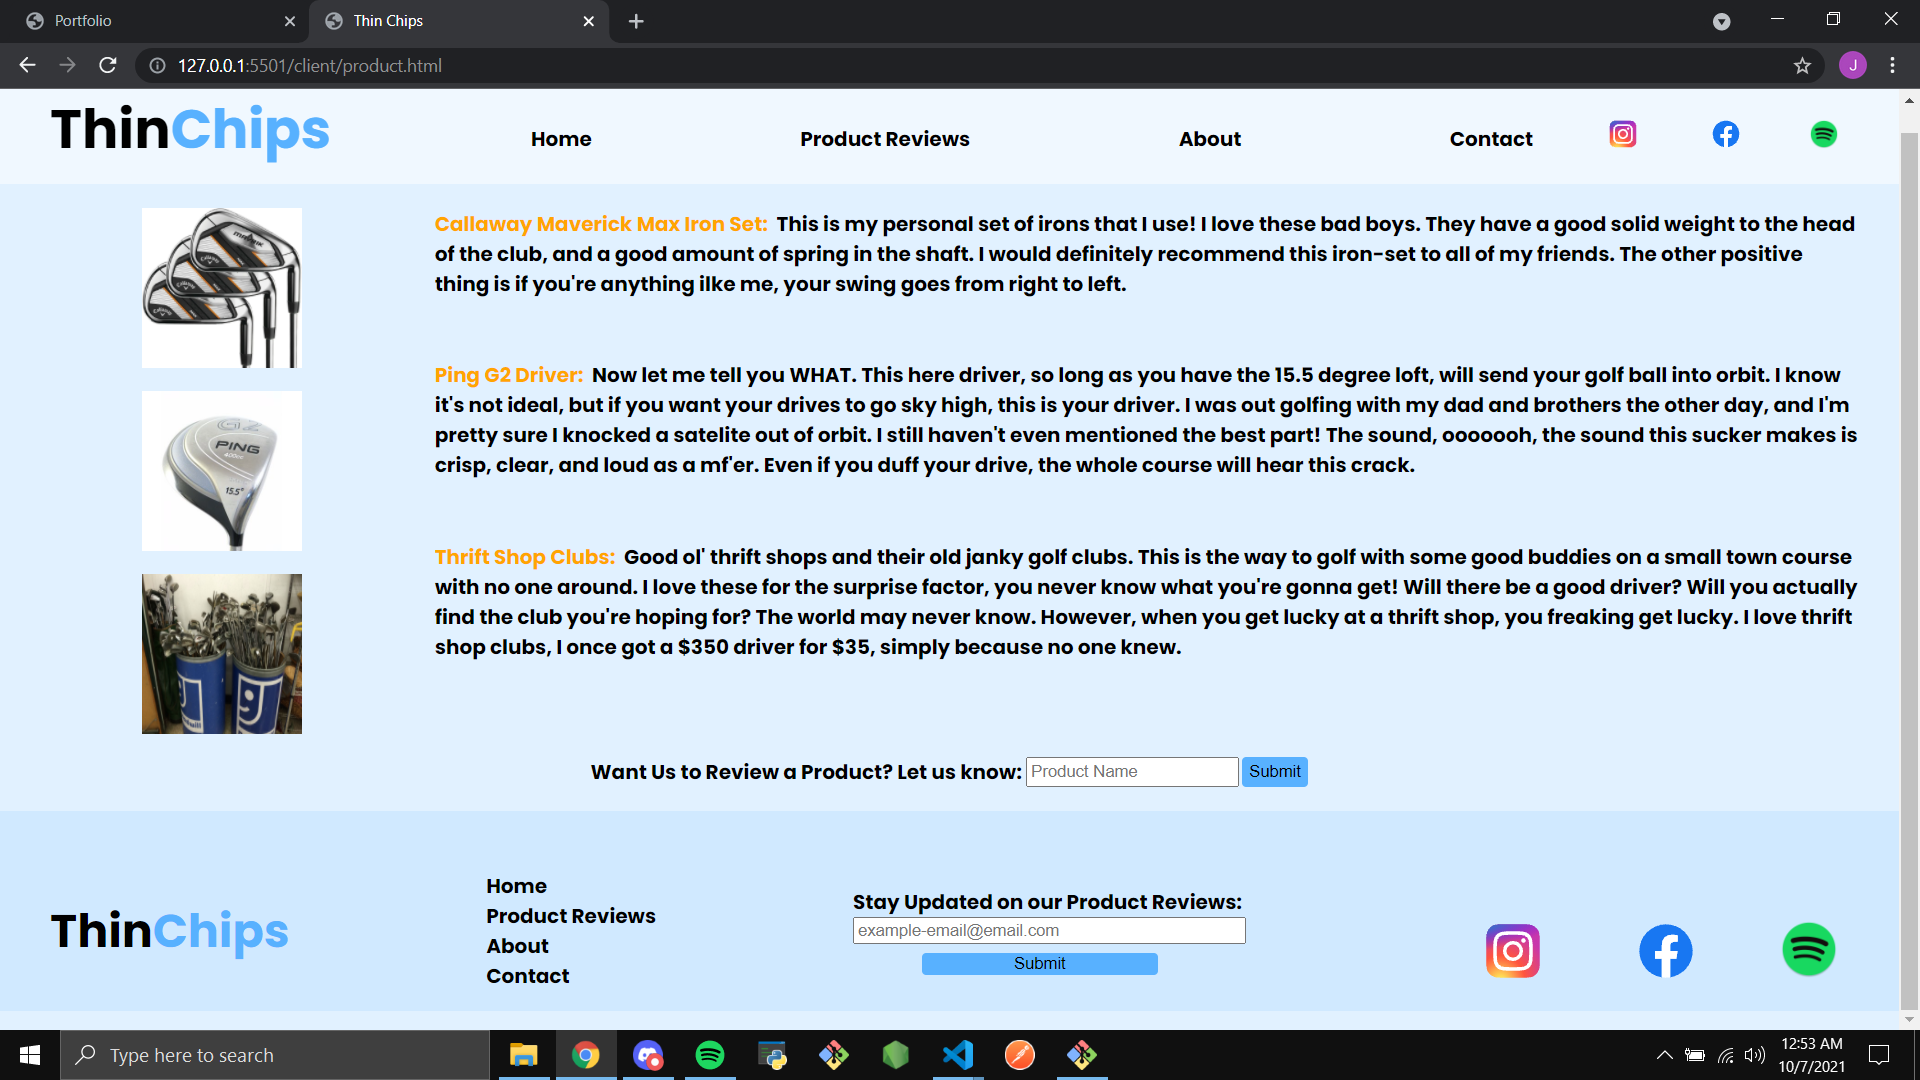 Portfolio
Thin Chips
127.0.0.1:5501/client/product.html
J
ThinChips
Home
Product Reviews
About
Contact
Callaway Maverick Max Iron Set: This is my personal set of irons that I use! I love these bad boys. They have a good solid weight to the head
of the club, and a good amount of spring in the shaft. I would definitely recommend this iron-set to all of my friends. The other positive
thing is if you're anything ilke me, your swing goes from right to left.
PING
15.5°
Ping G2 Driver: Now let me tell you WHAT. This here driver, so long as you have the 15.5 degree loft, will send your golf ball into orbit. I know
it's not ideal, but if you want your drives to go sky high, this is your driver. I was out golfing with my dad and brothers the other day, and I'm
pretty sure I knocked a satelite out of orbit. I still haven't even mentioned the best part! The sound, ooooooh, the sound this sucker makes is
crisp, clear, and loud as a mf'er. Even if you duff your drive, the whole course will hear this crack.
Thrift Shop Clubs: Good ol' thrift shops and their old janky golf clubs. This is the way to golf with some good buddies on a small town course
with no one around. I love these for the surprise factor, you never know what you're gonna get! Will there be a good driver? Will you actually
find the club you're hoping for? The world may never know. However, when you get lucky at a thrift shop, you freaking get lucky. I love thrift
shop clubs, I once got a $350 driver for $35, simply because no one knew.
Want Us to Review a Product? Let us know:
Product Name
Submit
ThinChips
Home
Product Reviews
About
Contact
Stay Updated on our Product Reviews:
example-email@email.com
Submit
Type here to search
12:53 AM
10/7/2021